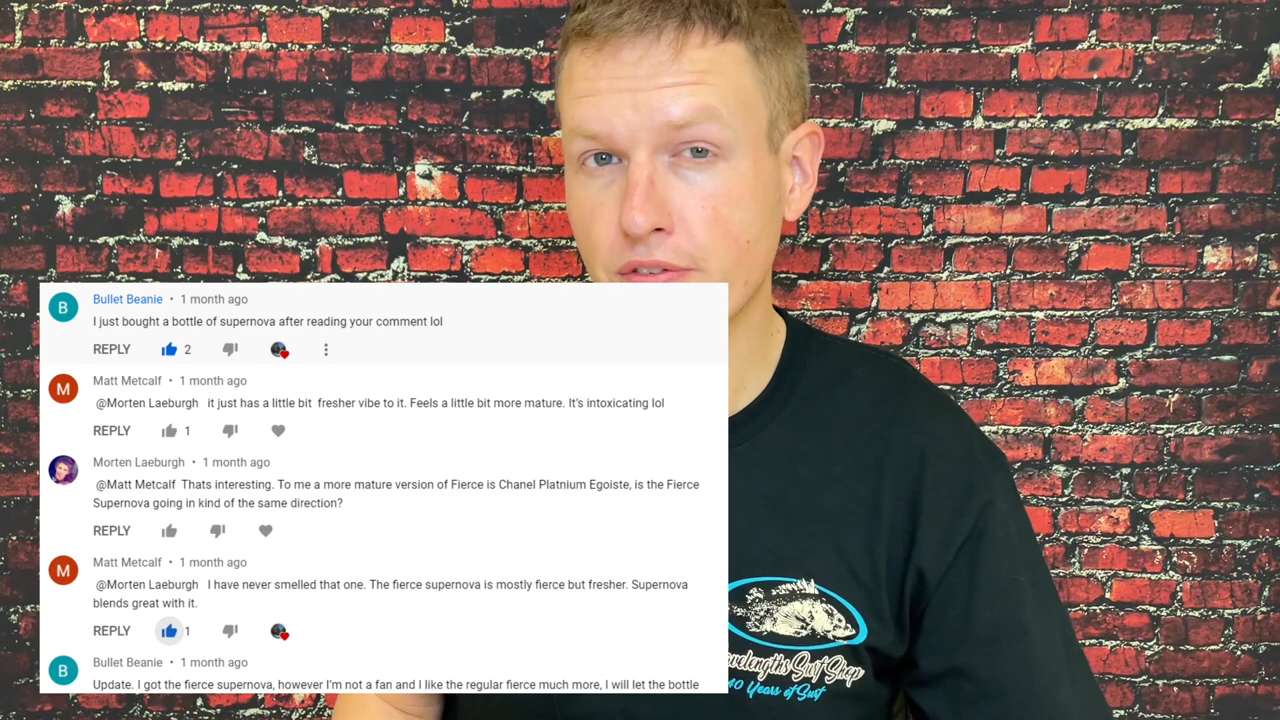 B
Bullet Beanie • 1 month ago
I just bought a bottle of supernova after reading your comment lol
REPLY 2
M
Matt Metcalf • 1 month ago
@Morten Laeburgh it just has a little bit fresher vibe to it. Feels a little bit more mature. It's intoxicating lol
REPLY 1
Morten Laeburgh • 1 month ago
@Matt Metcalf Thats interesting. To me a more mature version of Fierce is Chanel Platnium Egoiste, is the Fierce
Supernova going in kind of the same direction?
REPLY
M
Matt Metcalf • 1 month ago
@Morten Laeburgh I have never smelled that one. The fierce supernova is mostly fierce but fresher. Supernova
blends great with it.
REPLY 1
B
Bullet Beanie • 1 month ago
Update. I got the fierce supernova, however I'm not a fan and I like the regular fierce much more, I will let the bottle
velengths Surf Shop
40 Years of Surf